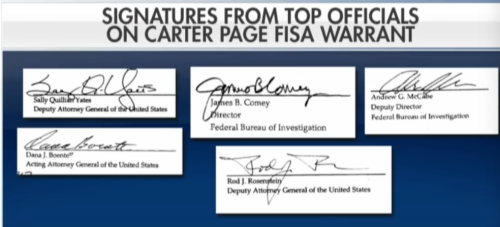 SIGNATURES FROM TOP OFFICIALS
ON CARTER PAGE FISA WARRANT
Sally Quillian Yates
Deputy Attorney General of the United States
James B. Comey
Director
Federal Bureau of Investigation
Andrew G. McCabe
Deputy Director
Federal Bureau of Investigation
Dana J. Boente
Acting Attorney General of the United States
Rod J. Rosenstein
Deputy Attorney General of the United States